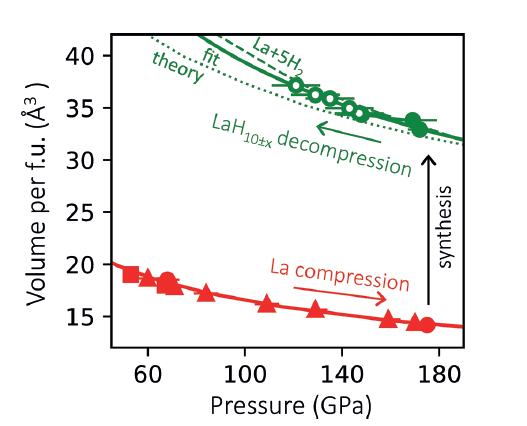 La+5H2
fit
theory
LaH10±x decompression
synthesis
La compression
40
35
30
25
20
15
Volume per f.u. (Å³)
60
100
140
180
Pressure (GPa)